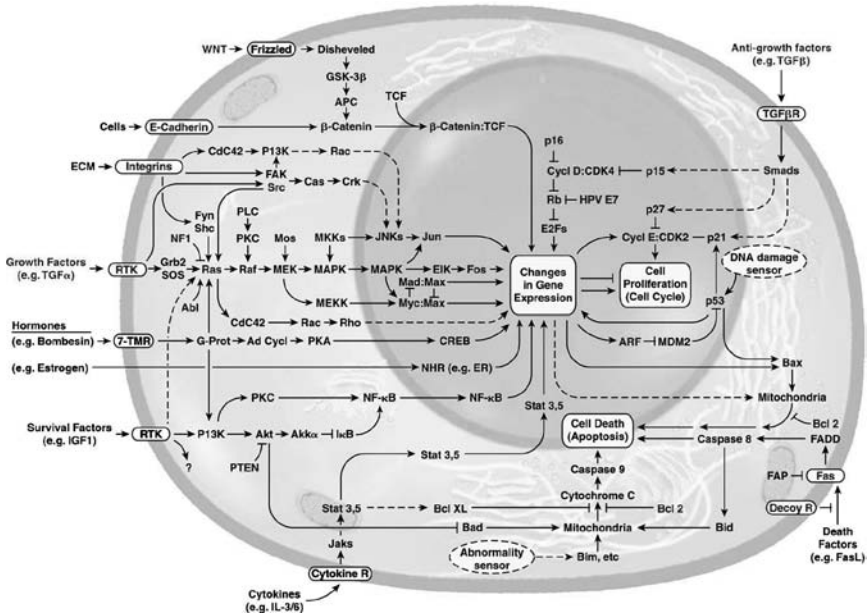 WNT Frizzled Disheveled
GSK-3β
APC
TCF
Cells E-Cadherin β-Catenin β-Catenin:TCF
Anti-growth factors
(e.g. TGFβ)
TGFβR
Smads
CdC42 P13K Rac
ECM Integrins
FAK
Src Cas Crk
p16
Cycl D:CDK4 p15
Rb HPV E7
E2Fs
p27
Cycl E:CDK2 p21
Fyn
Shc
PLC
NF1
PKC Mos MKKs JNKs Jun
Growth Factors
(e.g. TGFα)
RTK
Grb2
SOS
Ras Raf MEK MAPK MAPK ElK Fos
Mad:Max
MEKK Myc:Max
Abl
CdC42 Rac Rho
Changes
in Gene
Expression
Cell
Proliferation
(Cell Cycle)
DNA damage
sensor
p53
ARF MDM2
Hormones
(e.g. Bombesin) 7-TMR G-Prot Ad Cycl PKA CREB
(e.g. Estrogen) NHR (e.g. ER)
Bax
Mitochondria
Bcl 2
PKC NF-κB NF-κB
Stat 3,5
Survival Factors
(e.g. IGF1)
RTK P13K Akt Akkα IκB
?
PTEN
Stat 3,5
Cell Death
(Apoptosis)
Caspase 8 FADD
Caspase 9
FAP Fas
Cytochrome C
Stat 3,5 Bcl XL Bcl 2
Decoy R
Bad Mitochondria Bid
Death
Factors
(e.g. FasL)
Jaks
Abnormality
sensor
Bim, etc
Cytokine R
Cytokines
(e.g. IL-3/6)